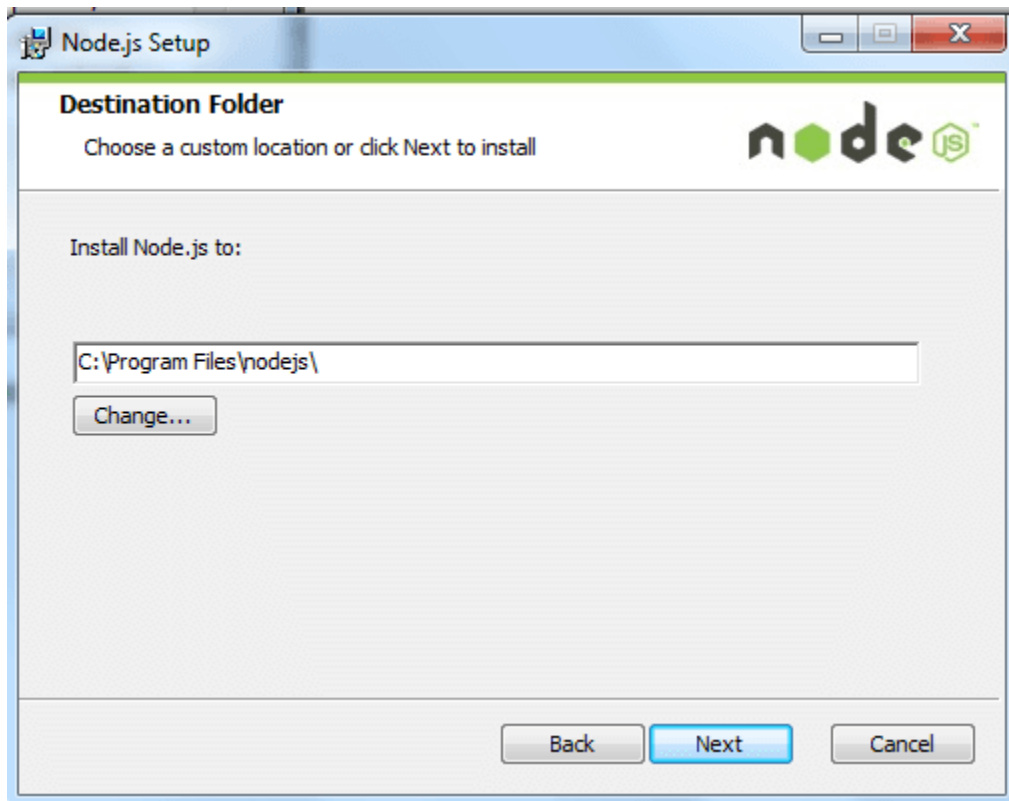 Node.js Setup
Destination Folder
Choose a custom location or click Next to install
node JS
Install Node.js to:
C:\Program Files\nodejs\
Change...
Back Next Cancel